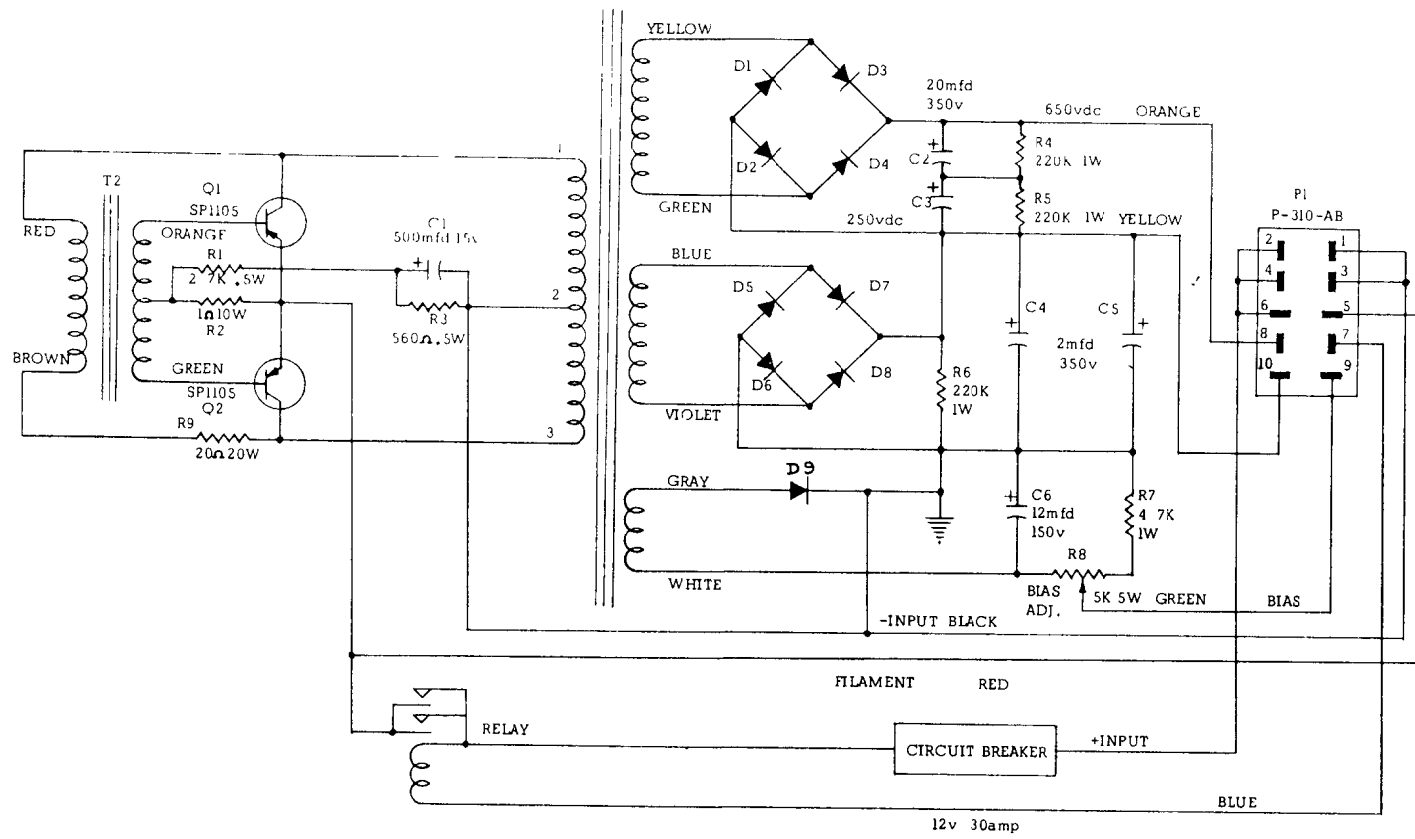 YELLOW
D1
D3
D2
D4
GREEN
20mfd
350v
C2
C3
650vdc ORANGE
R4
220K 1W
R5
220K 1W
YELLOW
250vdc
P1
P-310-AB
2
1
4
3
6
5
8
7
10
9
T2
Q1
SP1105
RED
ORANGE
R1
2 7K .5W
1Ω 10W
R2
BROWN
GREEN
SP1105
Q2
R9
20Ω 20W
C1
500mfd 15v
R3
560Ω .5W
1
2
3
BLUE
D5
D7
D6
D8
VIOLET
R6
220K
1W
C4
C5
2mfd
350v
GRAY
D9
WHITE
C6
12mfd
150v
R7
4 7K
1W
R8
BIAS
ADJ.
5K 5W GREEN
BIAS
-INPUT BLACK
FILAMENT RED
RELAY
CIRCUIT BREAKER
+INPUT
BLUE
12v 30amp